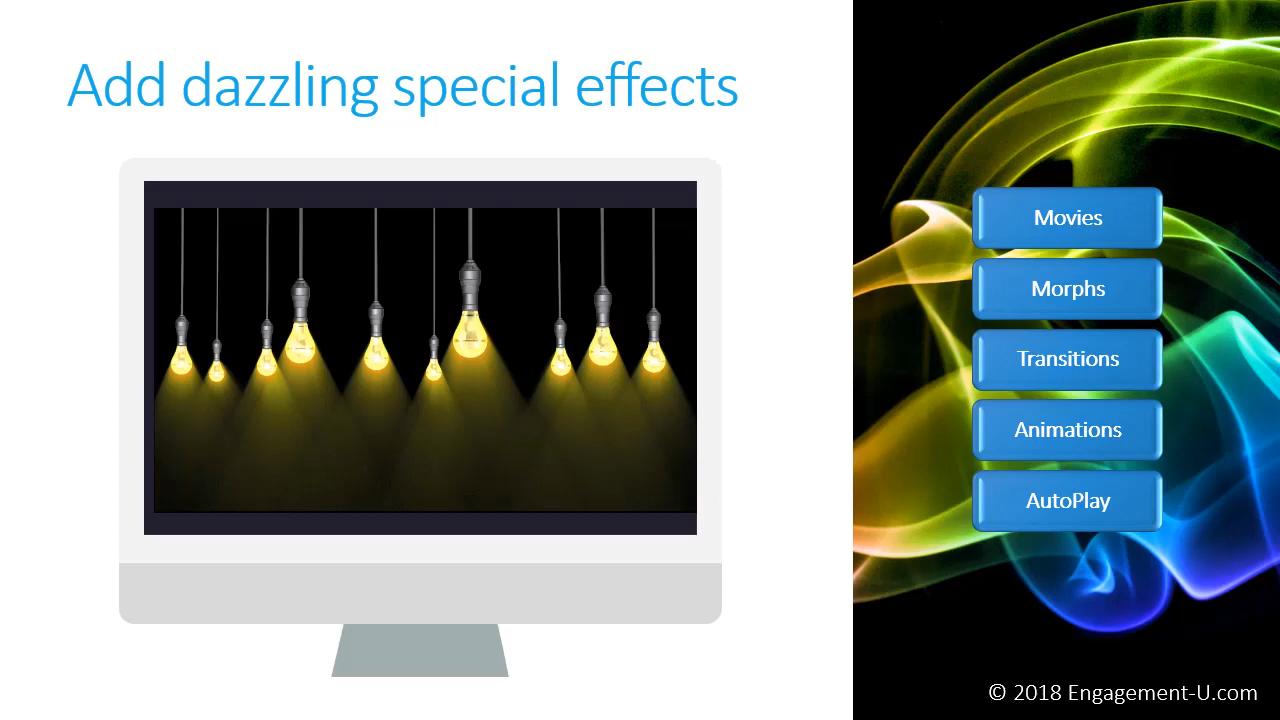 Add dazzling special effects
Movies
Morphs
Transitions
Animations
AutoPlay
© 2018 Engagement-U.com